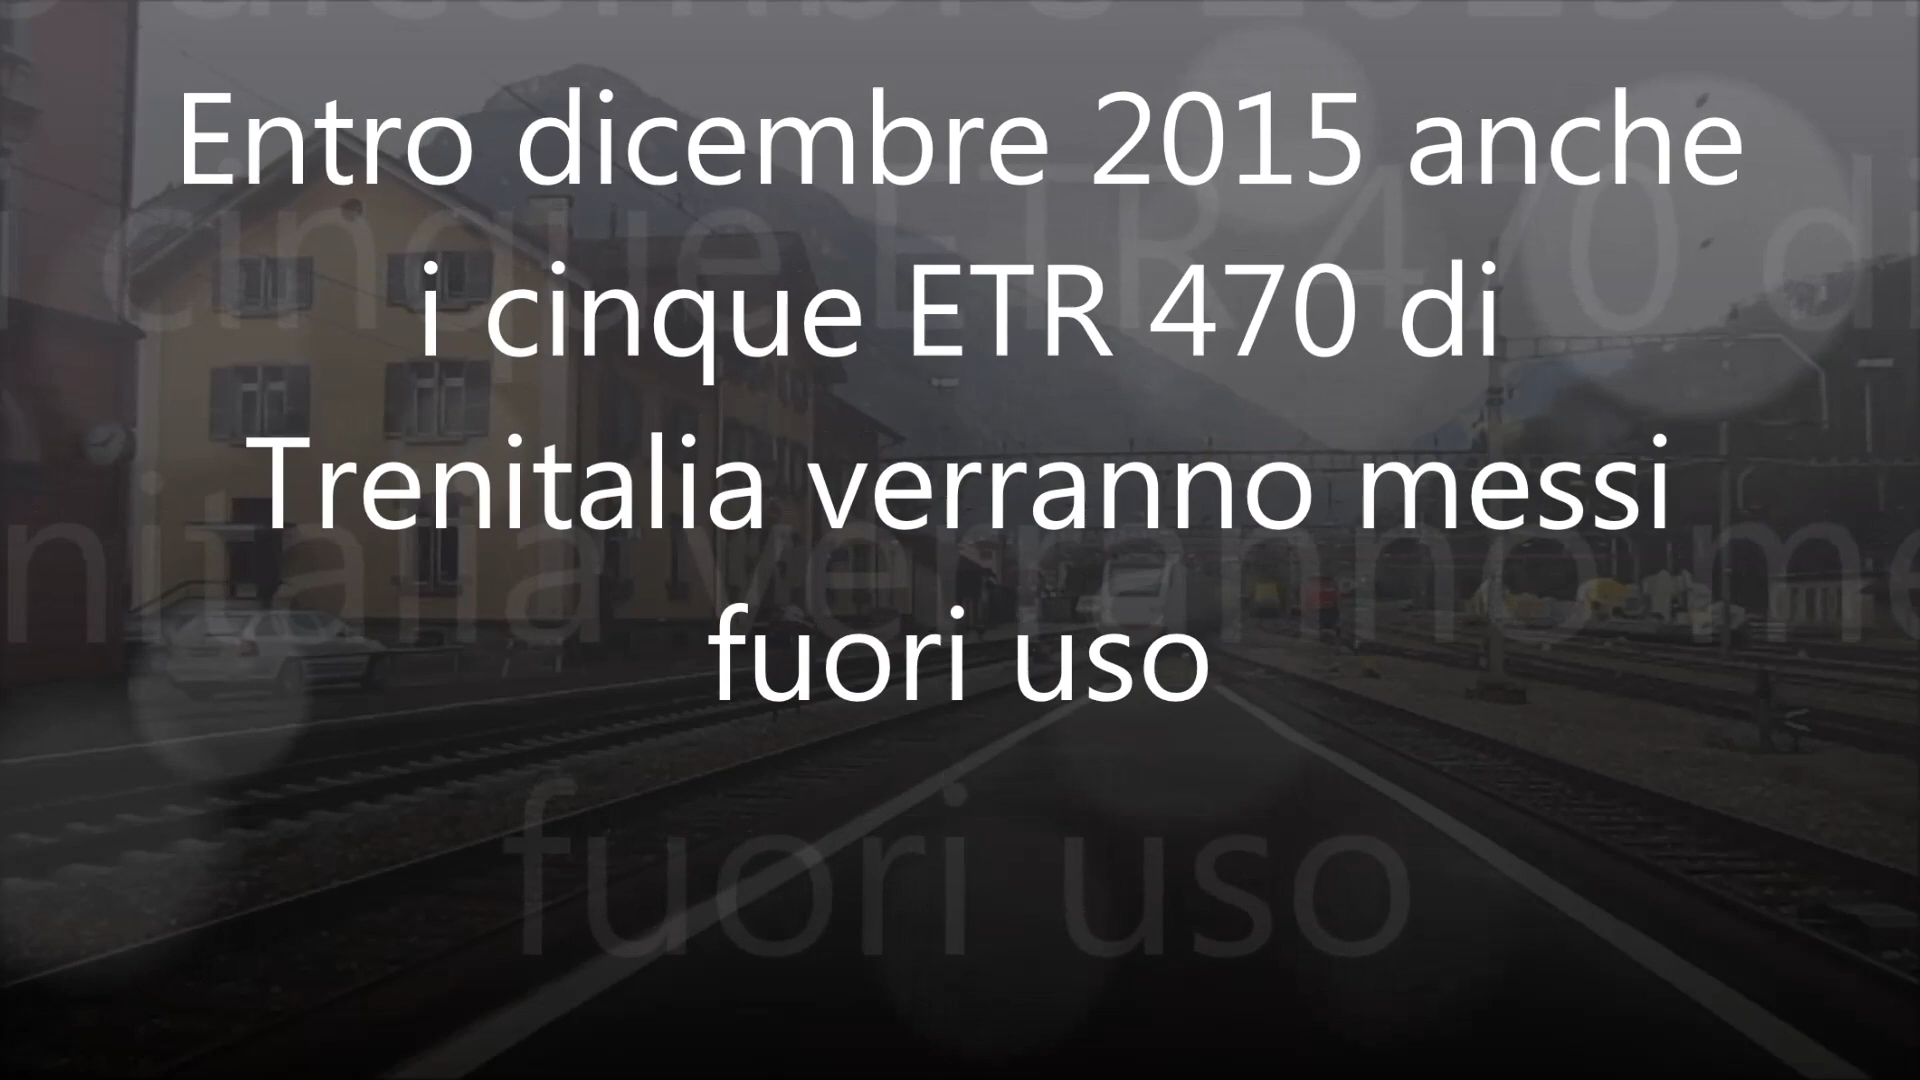 Entro dicembre 2015 anche
i cinque ETR 470 di
Trenitalia verranno messi
fuori uso